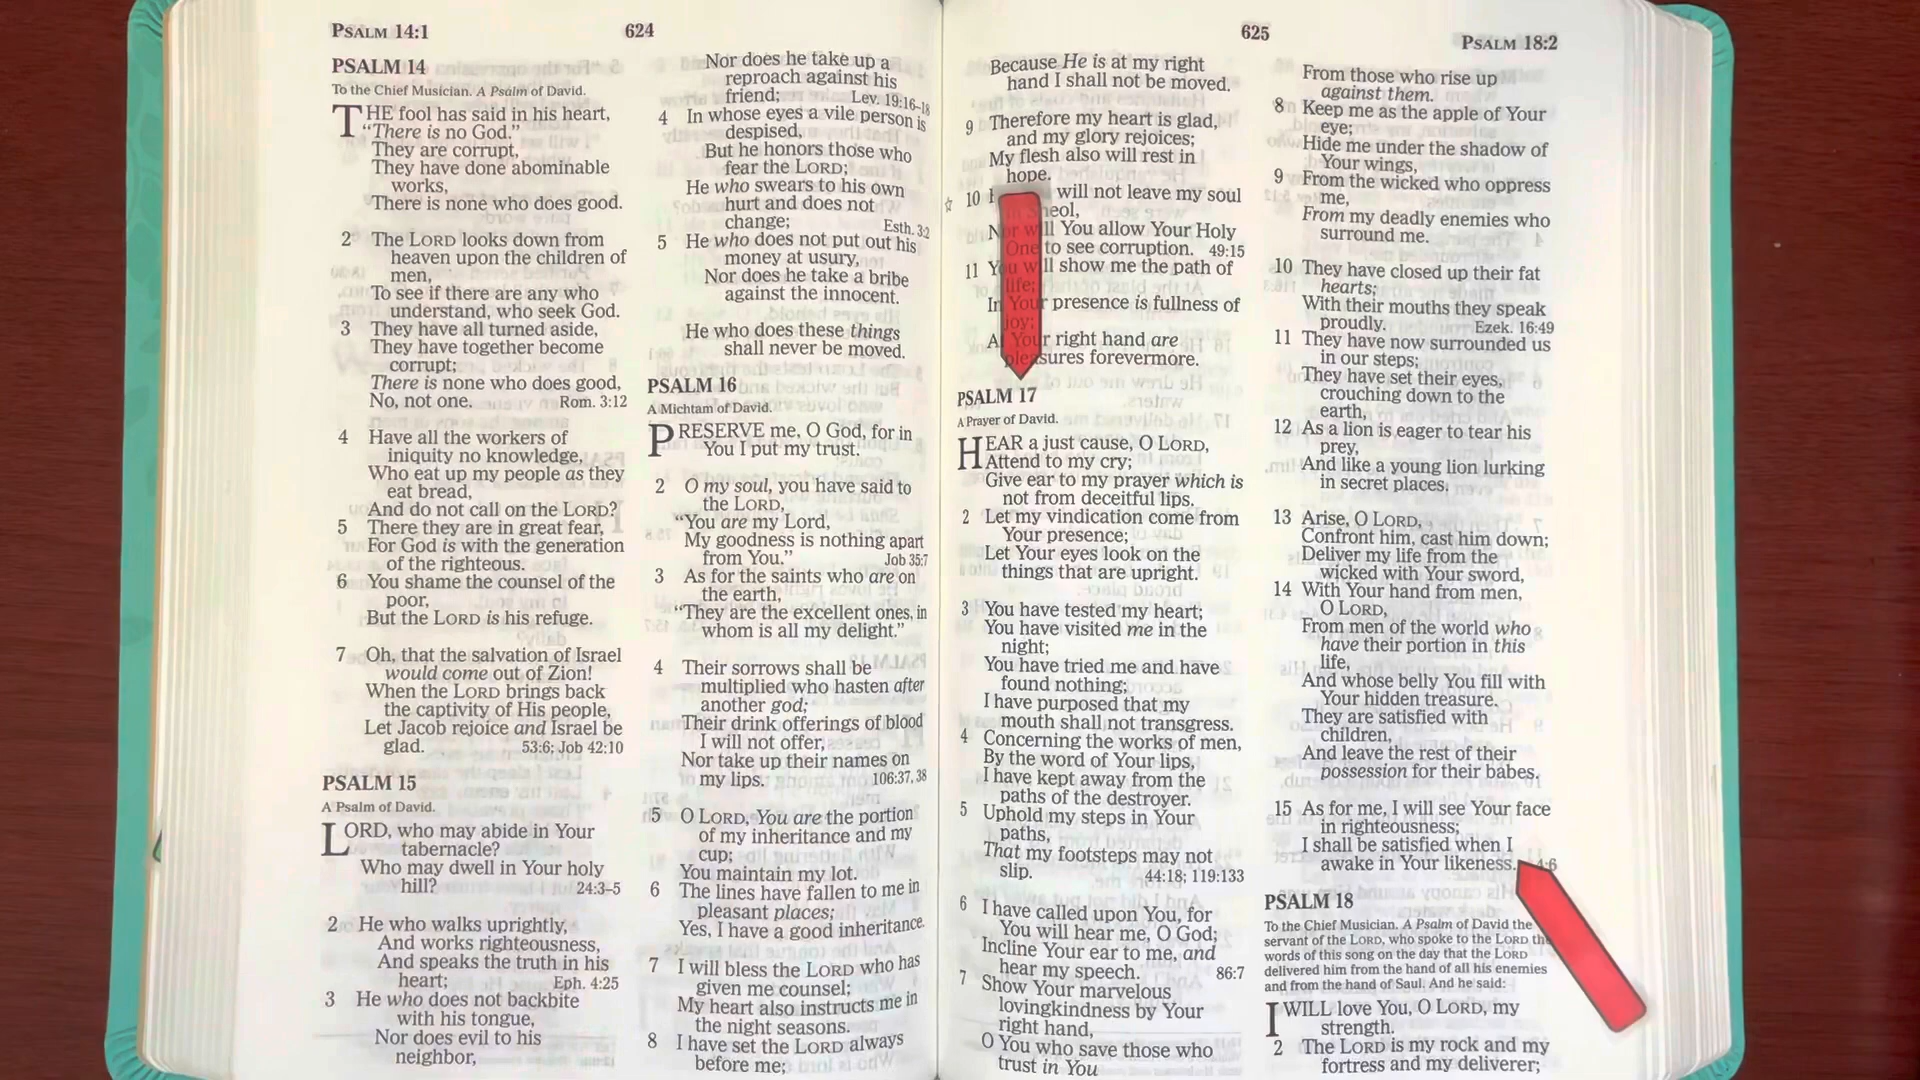 PSALM 14:1
624
PSALM 14
To the Chief Musician. A Psalm of David.
THE fool has said in his heart,
“There is no God.”
They are corrupt,
They have done abominable
works,
There is none who does good.
2 The LORD looks down from
heaven upon the children of
men,
To see if there are any who
understand, who seek God.
3 They have all turned aside,
They have together become
corrupt;
There is none who does good,
No, not one. Rom. 3:12
4 Have all the workers of
iniquity no knowledge,
Who eat up my people as they
eat bread,
And do not call on the LORD?
5 There they are in great fear,
For God is with the generation
of the righteous.
6 You shame the counsel of the
poor,
But the LORD is his refuge.
7 Oh, that the salvation of Israel
would come out of Zion!
When the LORD brings back
the captivity of His people,
Let Jacob rejoice and Israel be
glad. 53:6; Job 42:10
PSALM 15
A Psalm of David.
LORD, who may abide in Your
tabernacle?
Who may dwell in Your holy
hill? 24:3–5
2 He who walks uprightly,
And works righteousness,
And speaks the truth in his
heart; Eph. 4:25
3 He who does not backbite
with his tongue,
Nor does evil to his
neighbor,
Nor does he take up a
reproach against his
friend; Lev. 19:16–18
4 In whose eyes a vile person is
despised,
But he honors those who
fear the LORD;
He who swears to his own
hurt and does not
change; Esth. 3:2
5 He who does not put out his
money at usury,
Nor does he take a bribe
against the innocent.
He who does these things
shall never be moved.
PSALM 16
A Michtam of David.
PRESERVE me, O God, for in
You I put my trust.
2 O my soul, you have said to
the LORD,
“You are my Lord,
My goodness is nothing apart
from You.” Job 35:7
3 As for the saints who are on
the earth,
“They are the excellent ones, in
whom is all my delight.”
4 Their sorrows shall be
multiplied who hasten after
another god;
Their drink offerings of blood
I will not offer,
Nor take up their names on
my lips. 106:37, 38
5 O LORD, You are the portion
of my inheritance and my
cup;
You maintain my lot.
6 The lines have fallen to me in
pleasant places;
Yes, I have a good inheritance.
7 I will bless the LORD who has
given me counsel;
My heart also instructs me in
the night seasons.
8 I have set the LORD always
before me;
625
PSALM 18:2
Because He is at my right
hand I shall not be moved.
9 Therefore my heart is glad,
and my glory rejoices;
My flesh also will rest in
hope.
10 will not leave my soul
in Sheol,
Nor will You allow Your Holy
One to see corruption. 49:15
11 You will show me the path of
life;
In Your presence is fullness of
joy;
At Your right hand are
pleasures forevermore.
PSALM 17
A Prayer of David.
HEAR a just cause, O LORD,
Attend to my cry;
Give ear to my prayer which is
not from deceitful lips.
2 Let my vindication come from
Your presence;
Let Your eyes look on the
things that are upright.
3 You have tested my heart;
You have visited me in the
night;
You have tried me and have
found nothing;
I have purposed that my
mouth shall not transgress.
4 Concerning the works of men,
By the word of Your lips,
I have kept away from the
paths of the destroyer.
5 Uphold my steps in Your
paths,
That my footsteps may not
slip. 44:18; 119:133
6 I have called upon You, for
You will hear me, O God;
Incline Your ear to me, and
hear my speech. 86:7
7 Show Your marvelous
lovingkindness by Your
right hand,
O You who save those who
trust in You
From those who rise up
against them.
8 Keep me as the apple of Your
eye;
Hide me under the shadow of
Your wings,
9 From the wicked who oppress
me,
From my deadly enemies who
surround me.
10 They have closed up their fat
hearts;
With their mouths they speak
proudly. Ezek. 16:49
11 They have now surrounded us
in our steps;
They have set their eyes,
crouching down to the
earth,
12 As a lion is eager to tear his
prey,
And like a young lion lurking
in secret places.
13 Arise, O LORD,
Confront him, cast him down;
Deliver my life from the
wicked with Your sword,
14 With Your hand from men,
O LORD,
From men of the world who
have their portion in this
life,
And whose belly You fill with
Your hidden treasure.
They are satisfied with
children,
And leave the rest of their
possession for their babes.
15 As for me, I will see Your face
in righteousness;
I shall be satisfied when I
awake in Your likeness.
PSALM 18
To the Chief Musician. A Psalm of David the
servant of the LORD, who spoke to the LORD the
words of this song on the day that the LORD
delivered him from the hand of all his enemies
and from the hand of Saul. And he said:
I WILL love You, O LORD, my
strength.
2 The LORD is my rock and my
fortress and my deliverer;